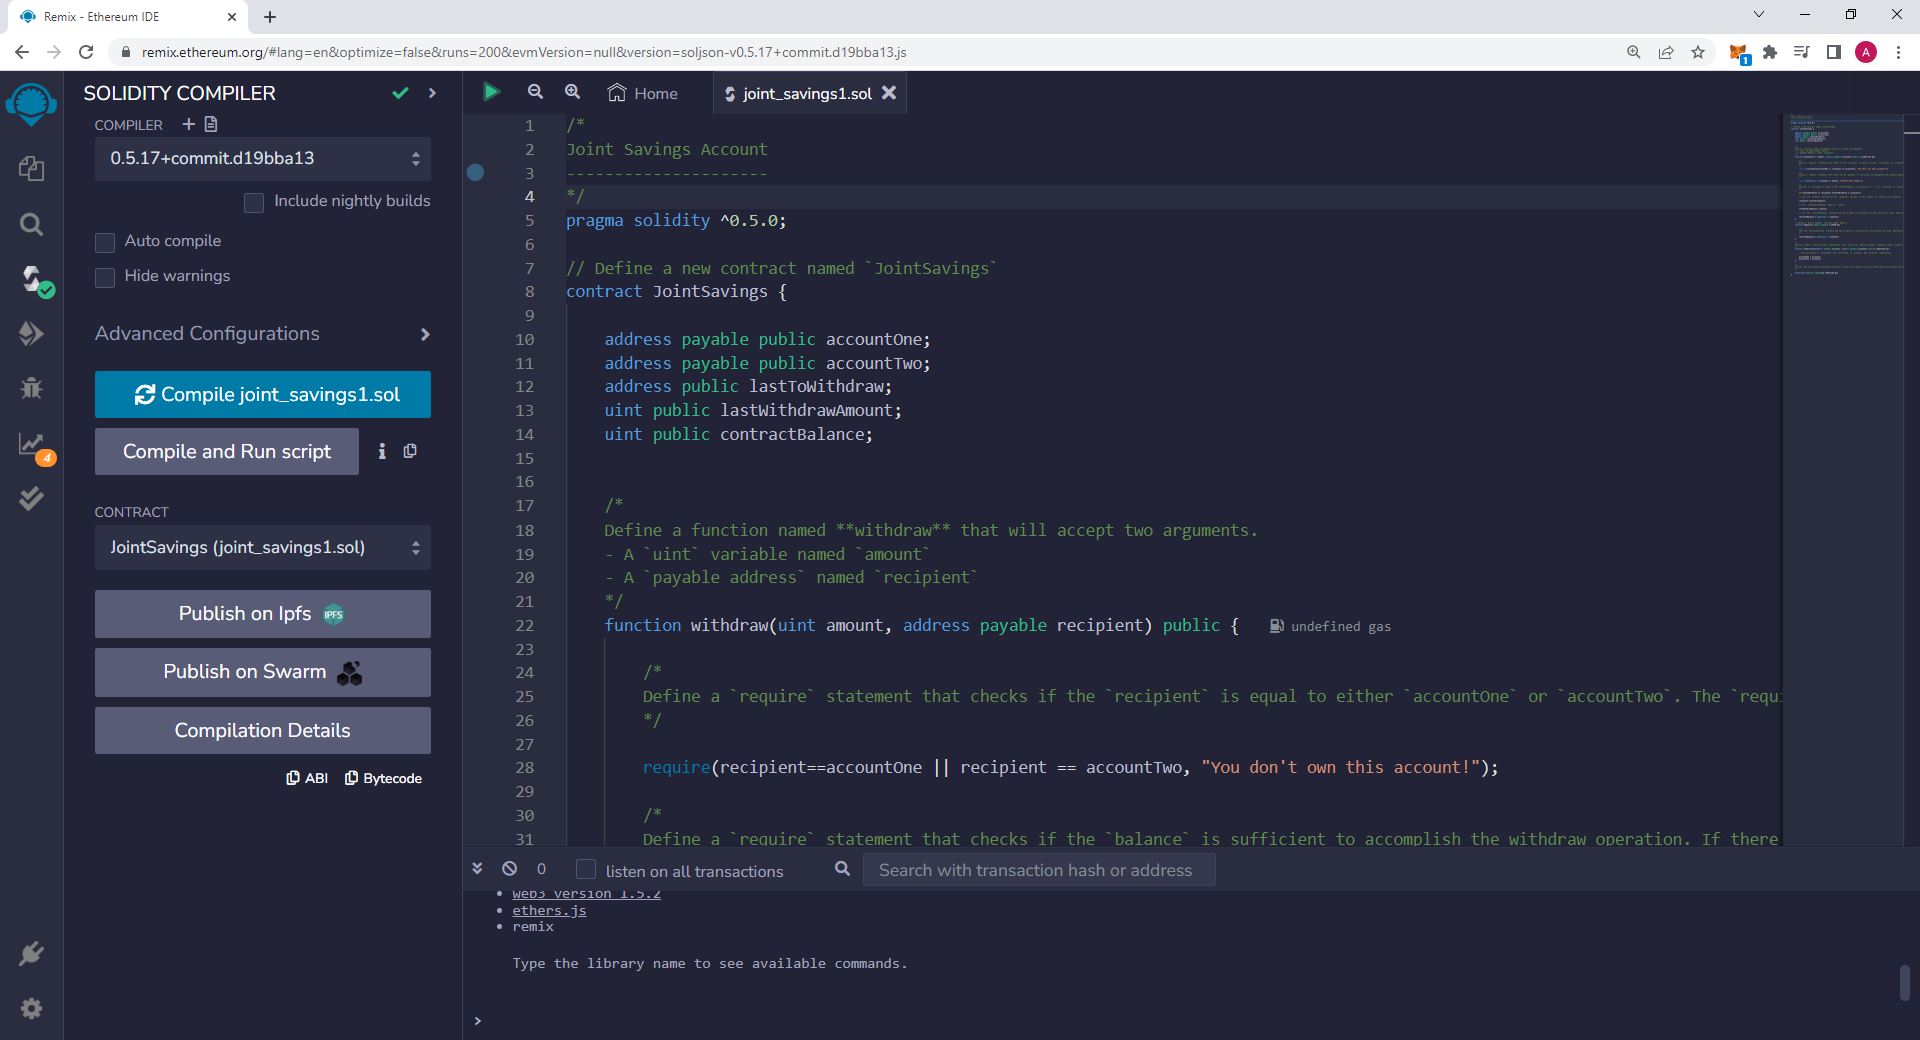 Remix - Ethereum IDE
remix.ethereum.org/#lang=en&optimize=false&runs=200&evmVersion=null&version=soljson-v0.5.17+commit.d19bba13.js
1
A
SOLIDITY COMPILER
COMPILER
0.5.17+commit.d19bba13
Include nightly builds
Auto compile
Hide warnings
Advanced Configurations
Compile joint_savings1.sol
Compile and Run script
4
CONTRACT
JointSavings (joint_savings1.sol)
Publish on Ipfs IPFS
Publish on Swarm
Compilation Details
ABI Bytecode
Home
joint_savings1.sol
1 /*
2 Joint Savings Account
3 ---------------------
4 */
5 pragma solidity ^0.5.0;
6
7 // Define a new contract named `JointSavings`
8 contract JointSavings {
9
10 address payable public accountOne;
11 address payable public accountTwo;
12 address public lastToWithdraw;
13 uint public lastWithdrawAmount;
14 uint public contractBalance;
15
16
17 /*
18 Define a function named **withdraw** that will accept two arguments.
19 - A `uint` variable named `amount`
20 - A `payable address` named `recipient`
21 */
22 function withdraw(uint amount, address payable recipient) public { undefined gas
23
24 /*
25 Define a `require` statement that checks if the `recipient` is equal to either `accountOne` or `accountTwo`. The `requi
26 */
27
28 require(recipient==accountOne || recipient == accountTwo, "You don't own this account!");
29
30 /*
31 Define a `require` statement that checks if the `balance` is sufficient to accomplish the withdraw operation. If there
0
listen on all transactions
Search with transaction hash or address
• web3 version 1.5.2
• ethers.js
• remix
Type the library name to see available commands.
>